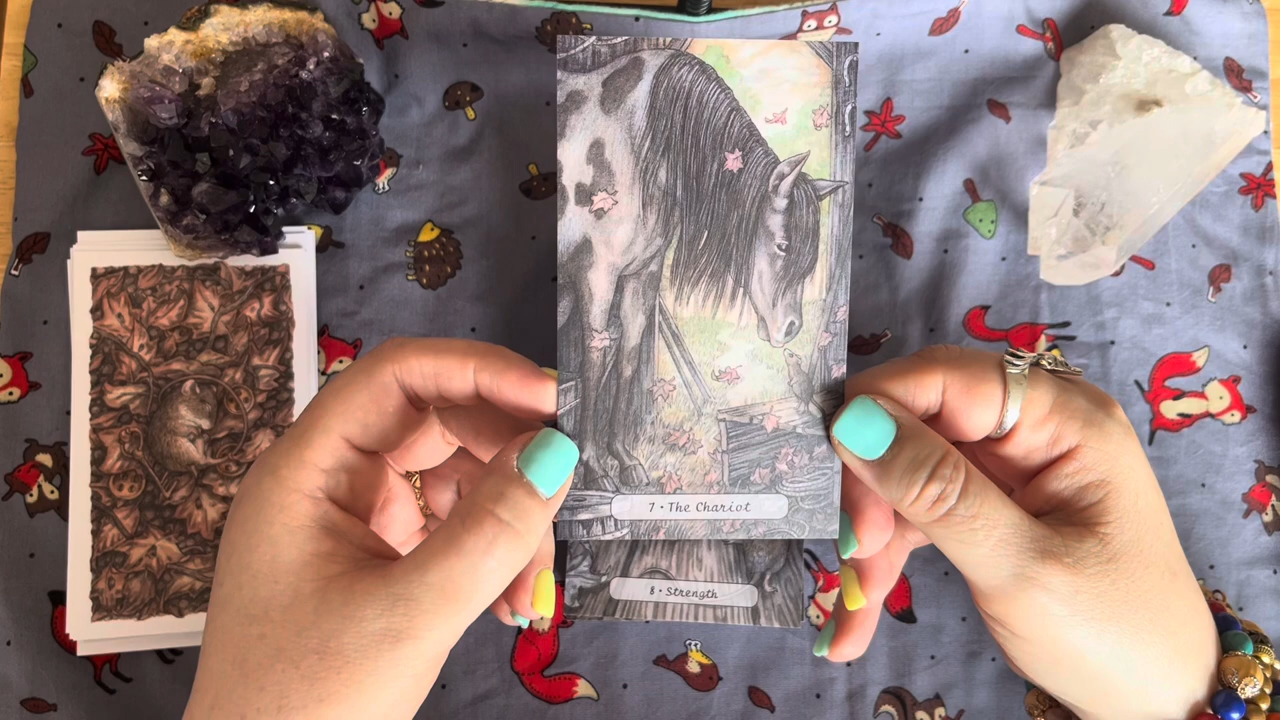 7 • The Chariot
8 • Strength